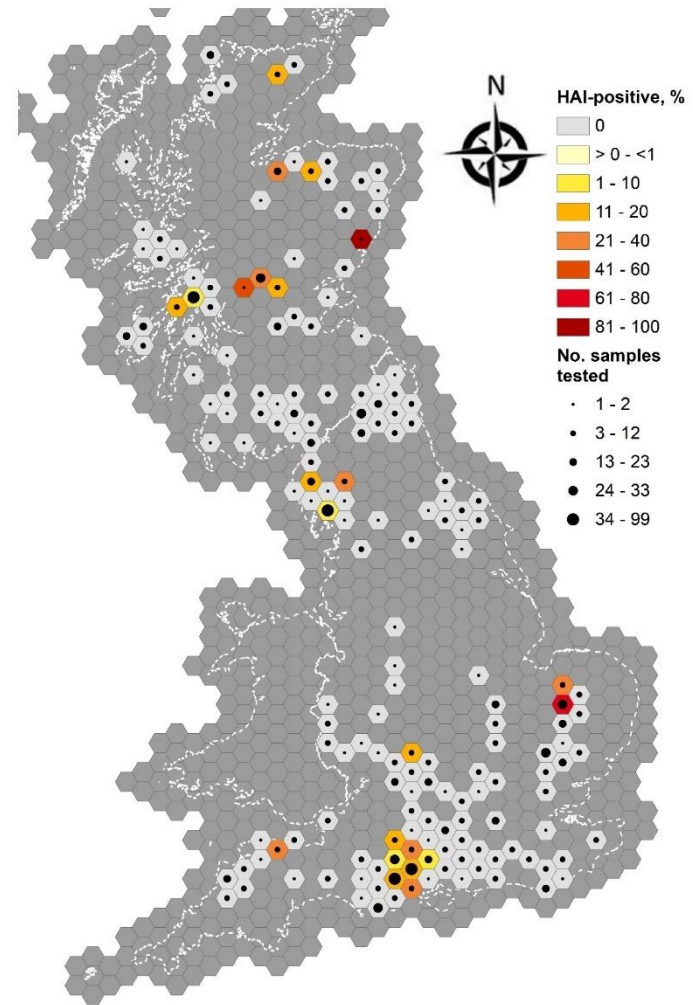 N
HAI-positive, %
0
> 0 - <1
1 - 10
11 - 20
21 - 40
41 - 60
61 - 80
81 - 100
No. samples
tested
1 - 2
3 - 12
13 - 23
24 - 33
34 - 99